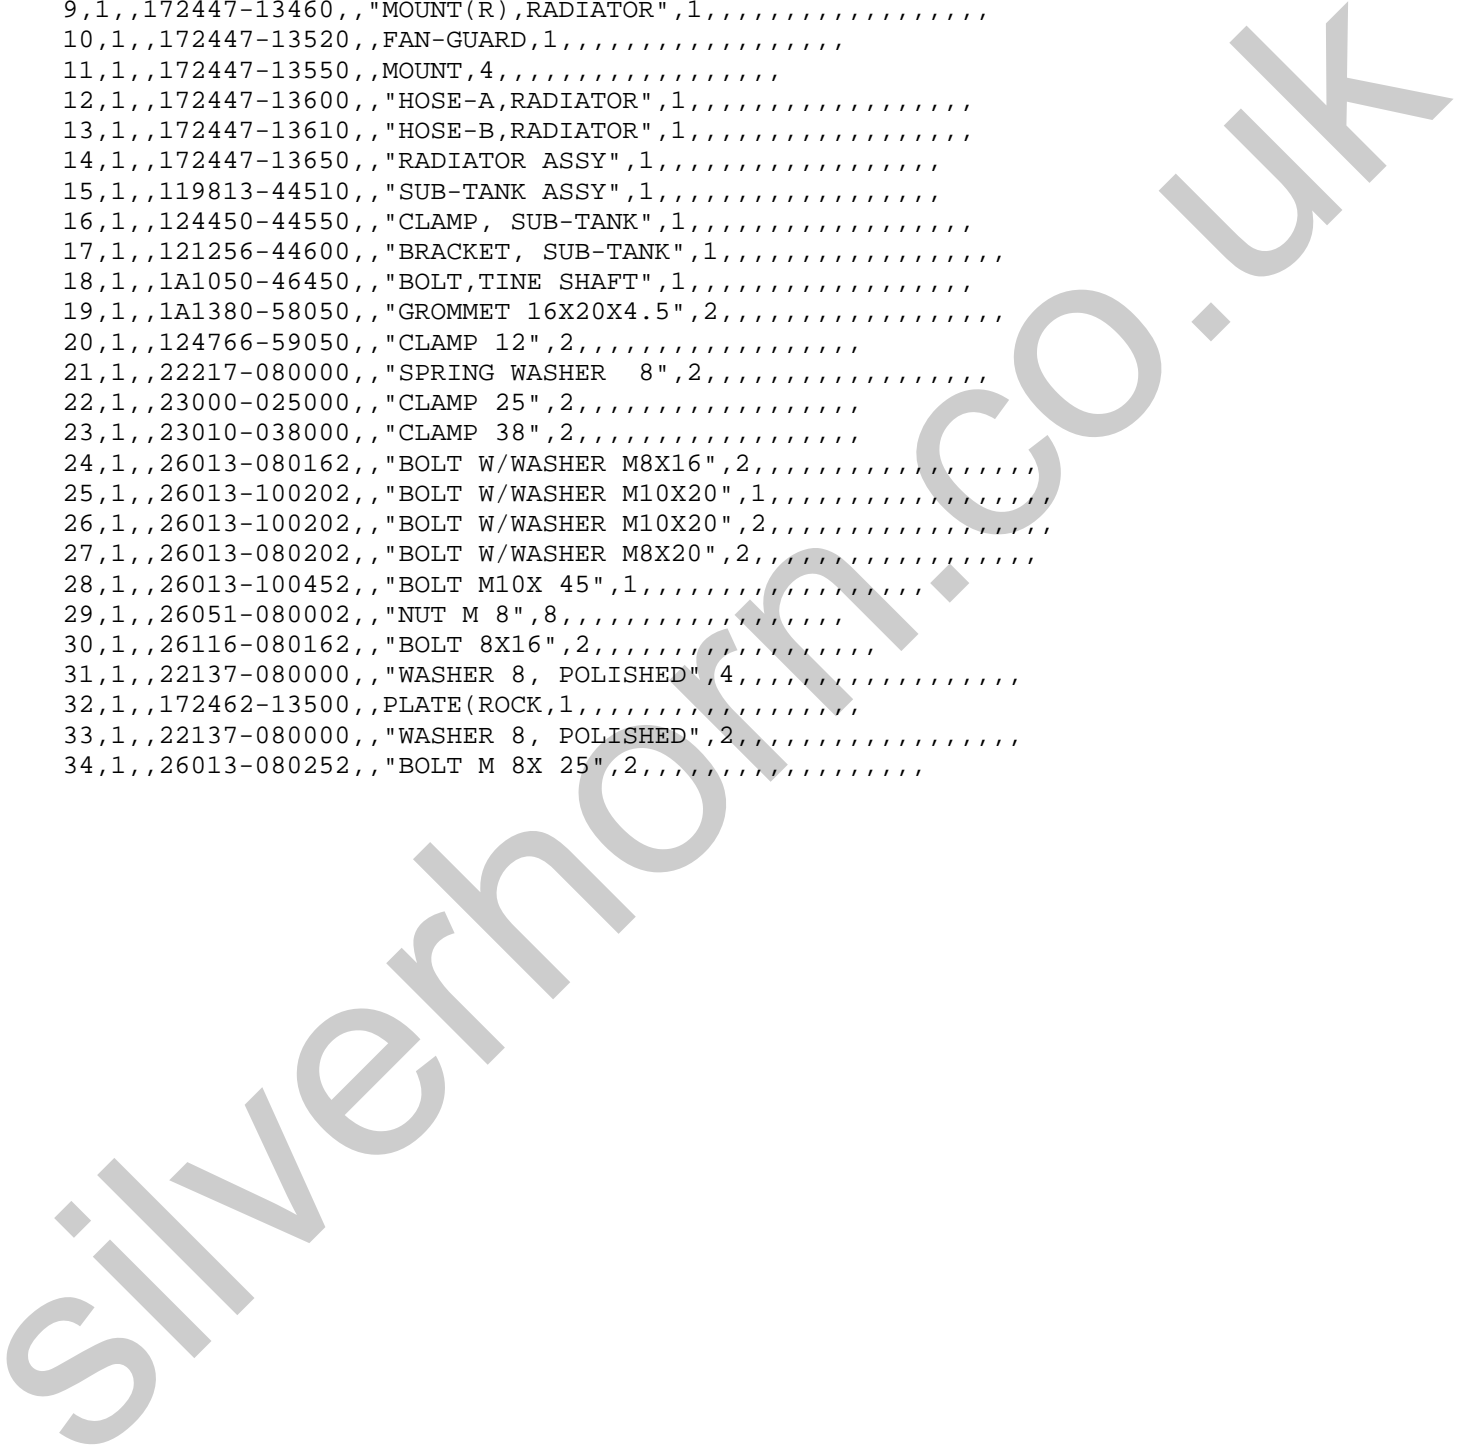 9,1,,172447-13460,,"MOUNT(R),RADIATOR",1,,,,,,,,,,,,,,,,,,
10,1,,172447-13520,,FAN-GUARD,1,,,,,,,,,,,,,,,,,,
11,1,,172447-13550,,MOUNT,4,,,,,,,,,,,,,,,,,,
12,1,,172447-13600,,"HOSE-A,RADIATOR",1,,,,,,,,,,,,,,,,,,
13,1,,172447-13610,,"HOSE-B,RADIATOR",1,,,,,,,,,,,,,,,,,,
14,1,,172447-13650,,"RADIATOR ASSY",1,,,,,,,,,,,,,,,,,,
15,1,,119813-44510,,"SUB-TANK ASSY",1,,,,,,,,,,,,,,,,,,
16,1,,124450-44550,,"CLAMP, SUB-TANK",1,,,,,,,,,,,,,,,,,,
17,1,,121256-44600,,"BRACKET, SUB-TANK",1,,,,,,,,,,,,,,,,,,
18,1,,1A1050-46450,,"BOLT,TINE SHAFT",1,,,,,,,,,,,,,,,,,,
19,1,,1A1380-58050,,"GROMMET 16X20X4.5",2,,,,,,,,,,,,,,,,,,
20,1,,124766-59050,,"CLAMP 12",2,,,,,,,,,,,,,,,,,,
21,1,,22217-080000,,"SPRING WASHER  8",2,,,,,,,,,,,,,,,,,,
22,1,,23000-025000,,"CLAMP 25",2,,,,,,,,,,,,,,,,,,
23,1,,23010-038000,,"CLAMP 38",2,,,,,,,,,,,,,,,,,,
24,1,,26013-080162,,"BOLT W/WASHER M8X16",2,,,,,,,,,,,,,,,,,,
25,1,,26013-100202,,"BOLT W/WASHER M10X20",1,,,,,,,,,,,,,,,,,,
26,1,,26013-100202,,"BOLT W/WASHER M10X20",2,,,,,,,,,,,,,,,,,,
27,1,,26013-080202,,"BOLT W/WASHER M8X20",2,,,,,,,,,,,,,,,,,,
28,1,,26013-100452,,"BOLT M10X 45",1,,,,,,,,,,,,,,,,,,
29,1,,26051-080002,,"NUT M 8",8,,,,,,,,,,,,,,,,,,
30,1,,26116-080162,,"BOLT 8X16",2,,,,,,,,,,,,,,,,,,
31,1,,22137-080000,,"WASHER 8, POLISHED",4,,,,,,,,,,,,,,,,,,
32,1,,172462-13500,,PLATE(ROCK,1,,,,,,,,,,,,,,,,,,
33,1,,22137-080000,,"WASHER 8, POLISHED",2,,,,,,,,,,,,,,,,,,
34,1,,26013-080252,,"BOLT M 8X 25",2,,,,,,,,,,,,,,,,,,
silverhorn.co.uk